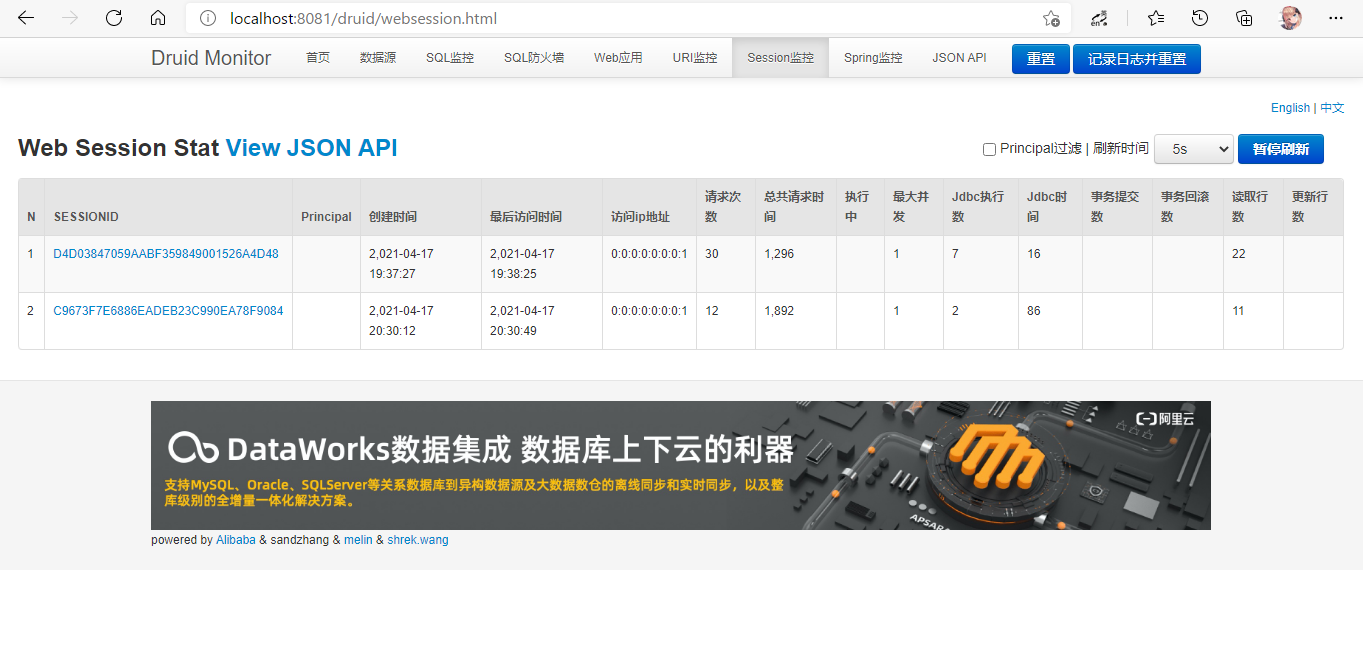 localhost:8081/druid/websession.html
Druid Monitor 首页 数据源 SQL监控 SQL防火墙 Web应用 URI监控 Session监控 Spring监控 JSON API 重置 记录日志并重置
English | 中文
Web Session Stat View JSON API
Principal过滤 | 刷新时间 5s 暂停刷新
N SESSIONID Principal 创建时间 最后访问时间 访问ip地址 请求次数 总共请求时间 执行中 最大并发 Jdbc执行数 Jdbc时间 事务提交数 事务回滚数 读取行数 更新行数
1 D4D03847059AABF359849001526A4D48 2,021-04-17 19:37:27 2,021-04-17 19:38:25 0:0:0:0:0:0:0:1 30 1,296 1 7 16 22
2 C9673F7E6886EADEB23C990EA78F9084 2,021-04-17 20:30:12 2,021-04-17 20:30:49 0:0:0:0:0:0:0:1 12 1,892 1 2 86 11
阿里云
DataWorks数据集成 数据库上下云的利器
支持MySQL、Oracle、SQLServer等关系数据库到异构数据源及大数据数仓的离线同步和实时同步，以及整
库级别的全增量一体化解决方案。
APSARA
powered by Alibaba & sandzhang & melin & shrek.wang